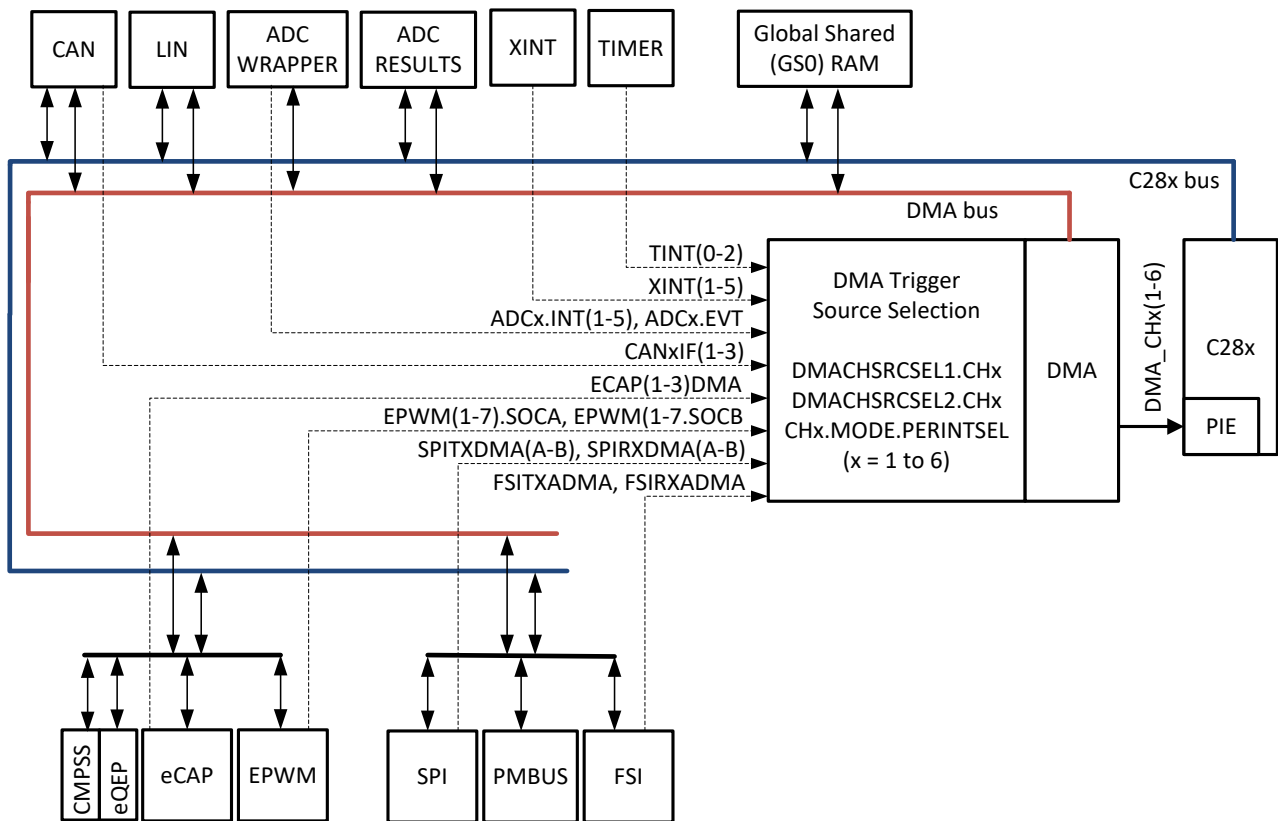 CAN
LIN
ADC
WRAPPER
ADC
RESULTS
XINT
TIMER
Global Shared
(GS0) RAM
C28x bus
DMA bus
TINT(0-2)
XINT(1-5)
ADCx.INT(1-5), ADCx.EVT
CANxIF(1-3)
ECAP(1-3)DMA
EPWM(1-7).SOCA, EPWM(1-7.SOCB
SPITXDMA(A-B), SPIRXDMA(A-B)
FSITXADMA, FSIRXADMA
DMA Trigger
Source Selection
DMACHSRCSEL1.CHx
DMACHSRCSEL2.CHx
CHx.MODE.PERINTSEL
(x = 1 to 6)
DMA
DMA_CHx(1-6)
C28x
PIE
CMPSS
eQEP
eCAP
EPWM
SPI
PMBUS
FSI